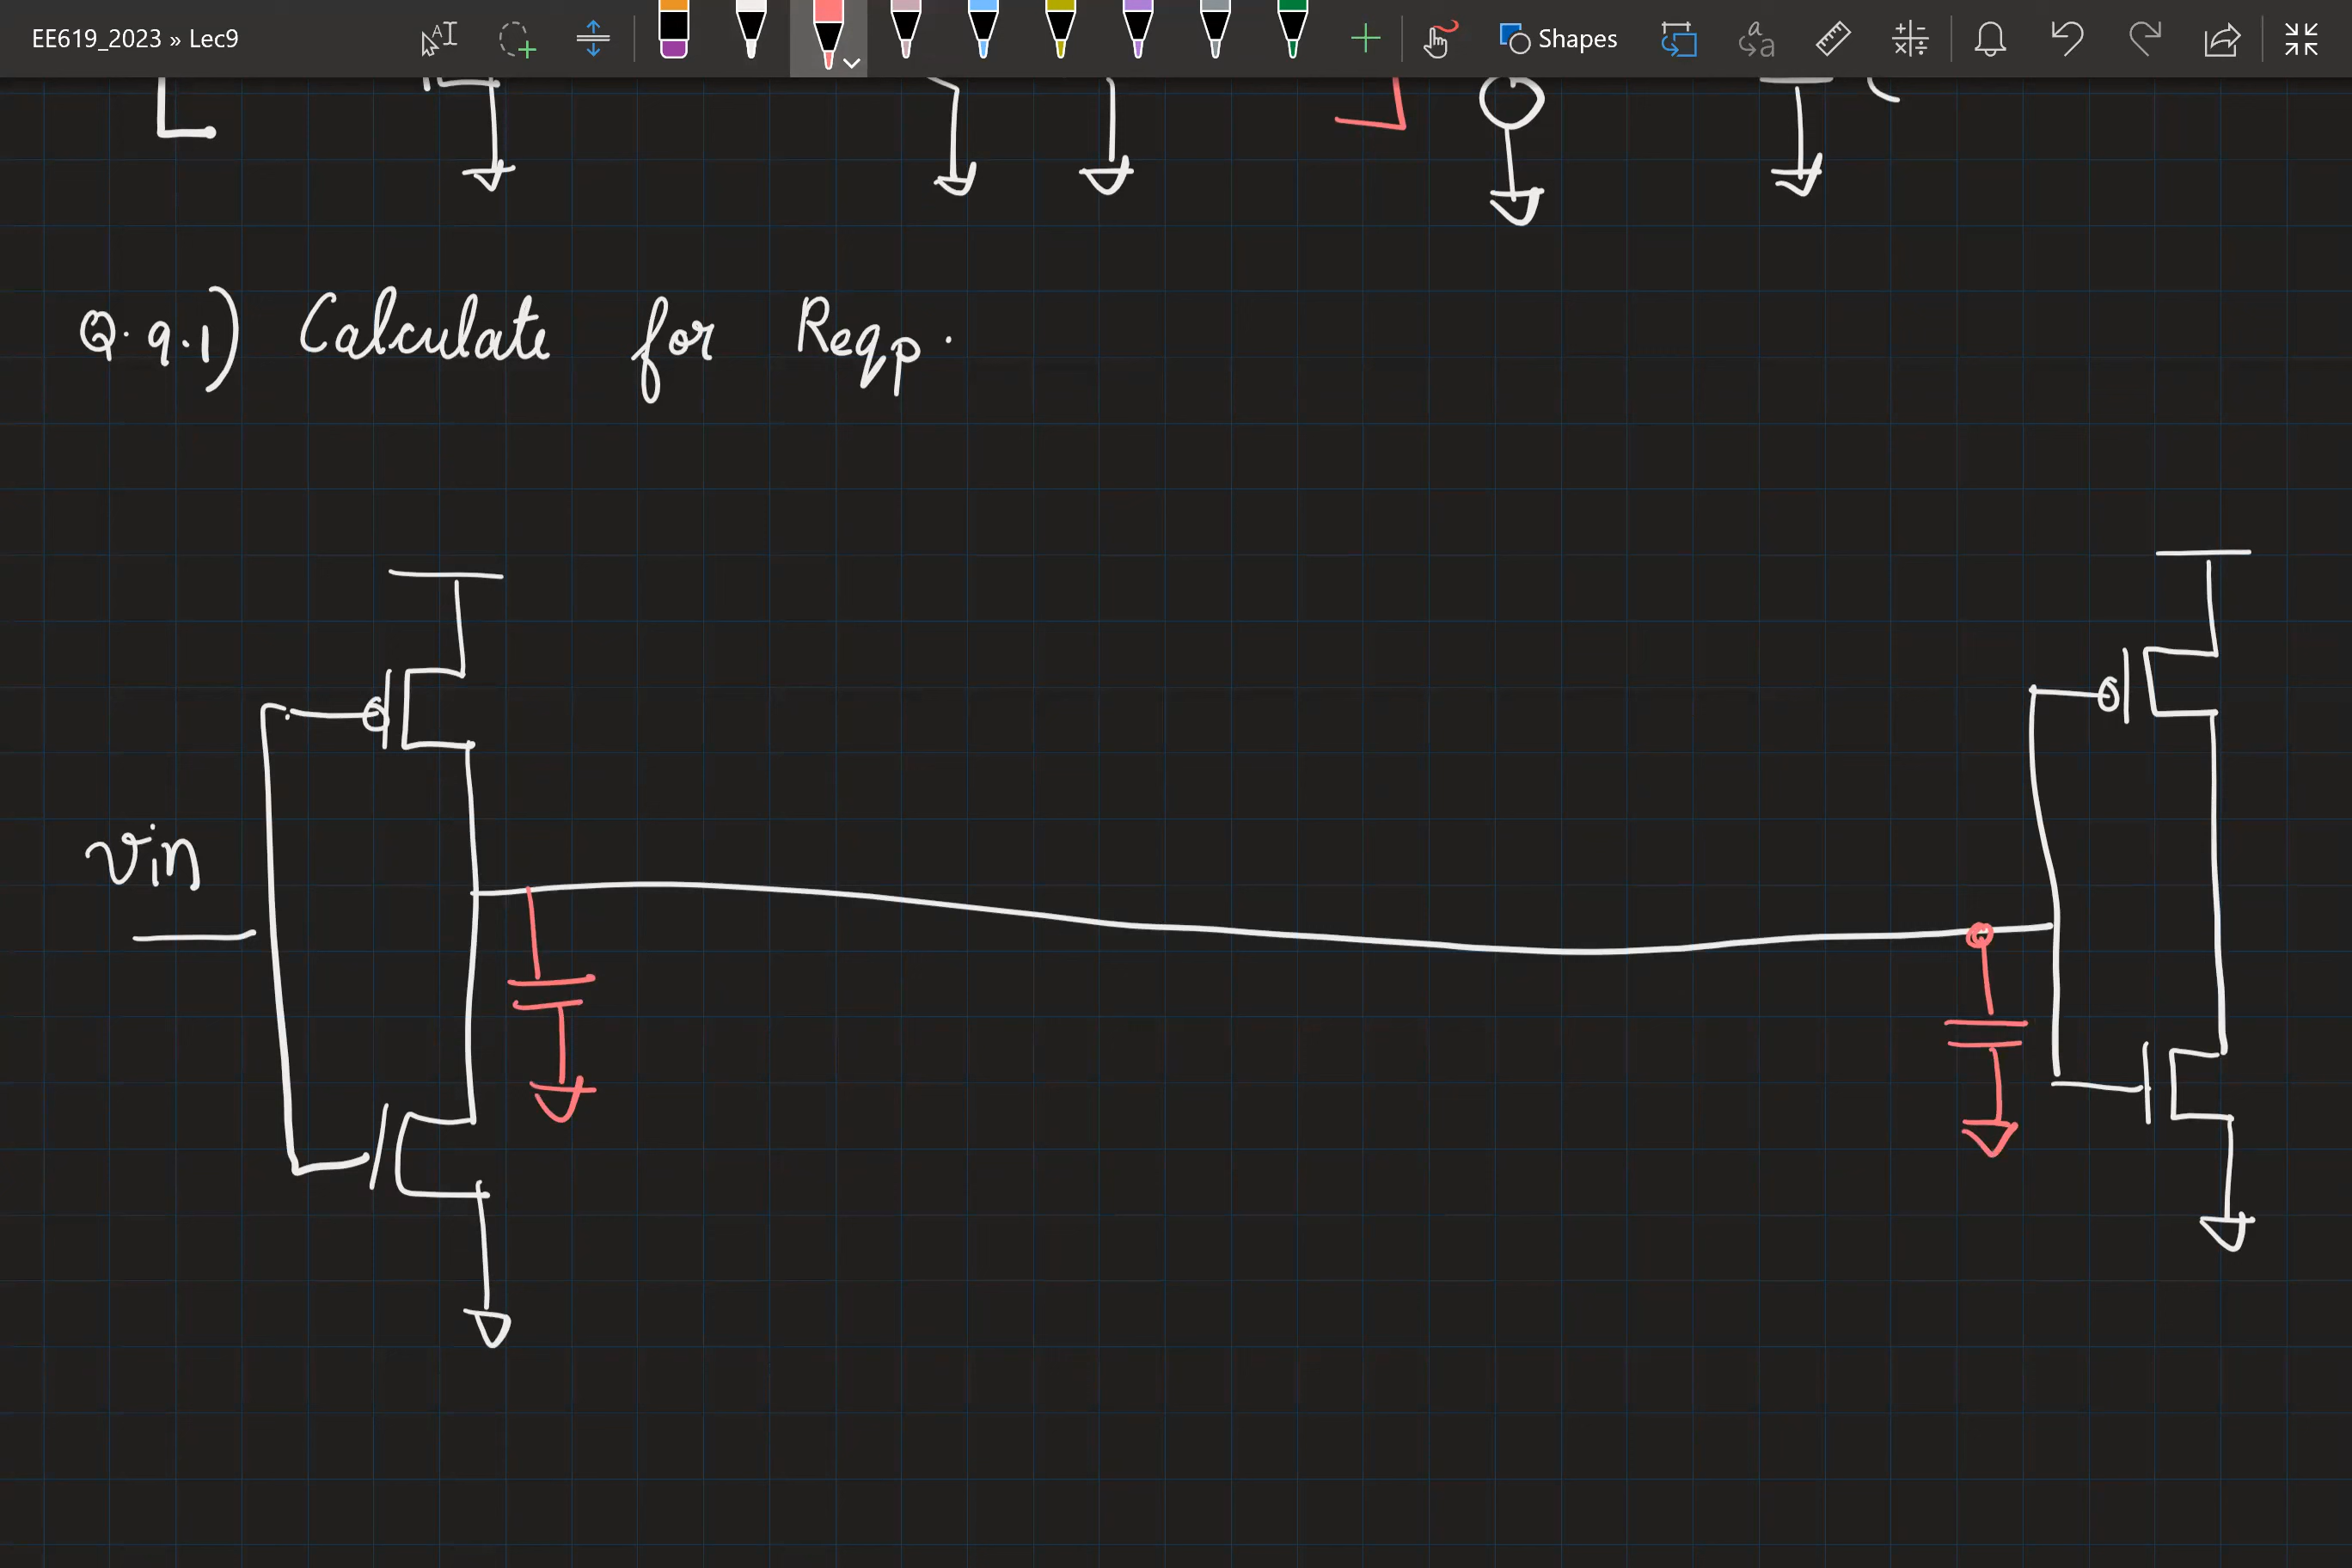 EE619_2023 » Lec9
Shapes
Q.9.1) Calculate for Reqp.
Vin